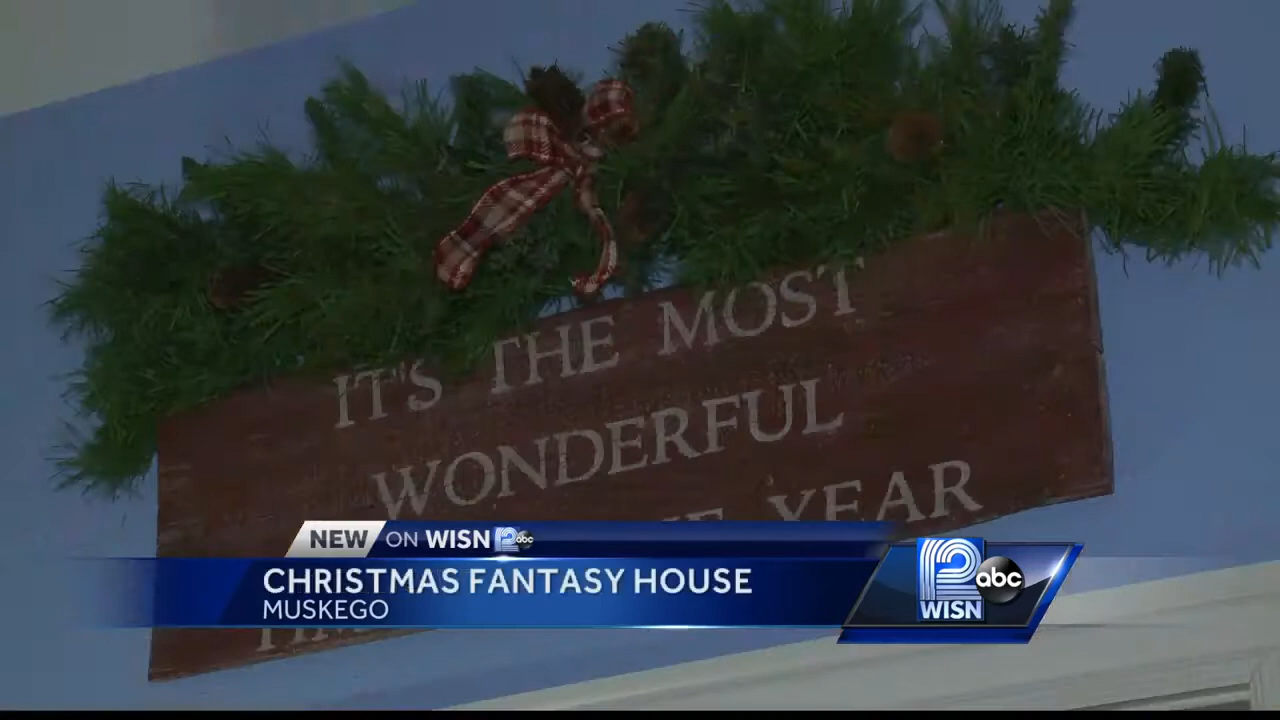 IT'S THE MOST
WONDERFUL
YEAR
NEW ON WISN 12 abc
CHRISTMAS FANTASY HOUSE
MUSKEGO
12 abc
WISN